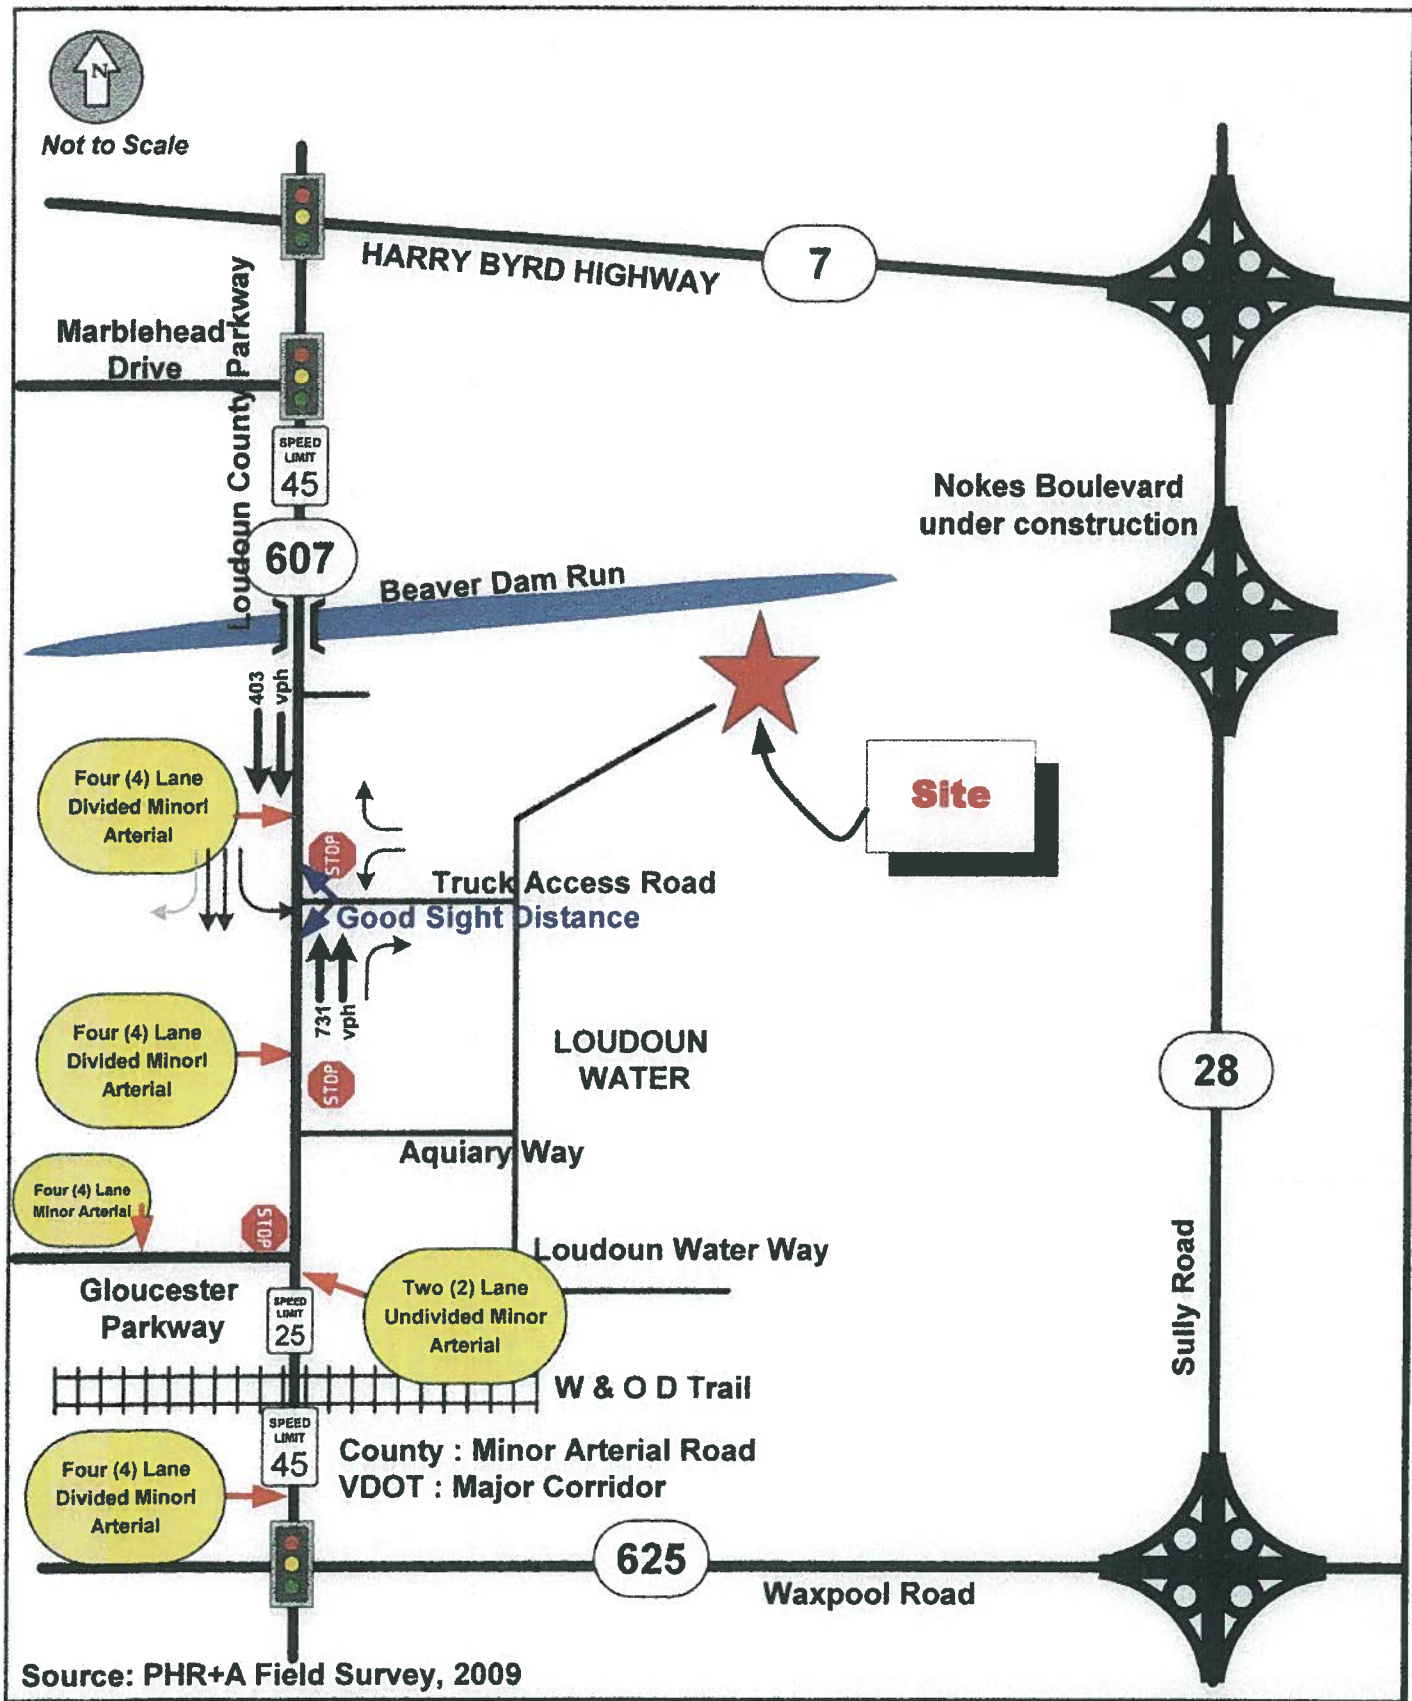 N
Not to Scale
HARRY BYRD HIGHWAY
7
Marblehead
Drive
Loudoun County Parkway
SPEED
LIMIT
45
Nokes Boulevard
under construction
607
Beaver Dam Run
403
vph
Four (4) Lane
Divided Minorl
Arterial
Site
STOP
Truck Access Road
Good Sight Distance
731
vph
Four (4) Lane
Divided Minorl
Arterial
LOUDOUN
WATER
28
STOP
Aquiary Way
Four (4) Lane
Minor Arterial
STOP
Loudoun Water Way
Sully Road
Gloucester
Parkway
SPEED
LIMIT
25
Two (2) Lane
Undivided Minor
Arterial
W & O D Trail
SPEED
LIMIT
45
County : Minor Arterial Road
VDOT : Major Corridor
Four (4) Lane
Divided Minorl
Arterial
625
Waxpool Road
Source: PHR+A Field Survey, 2009